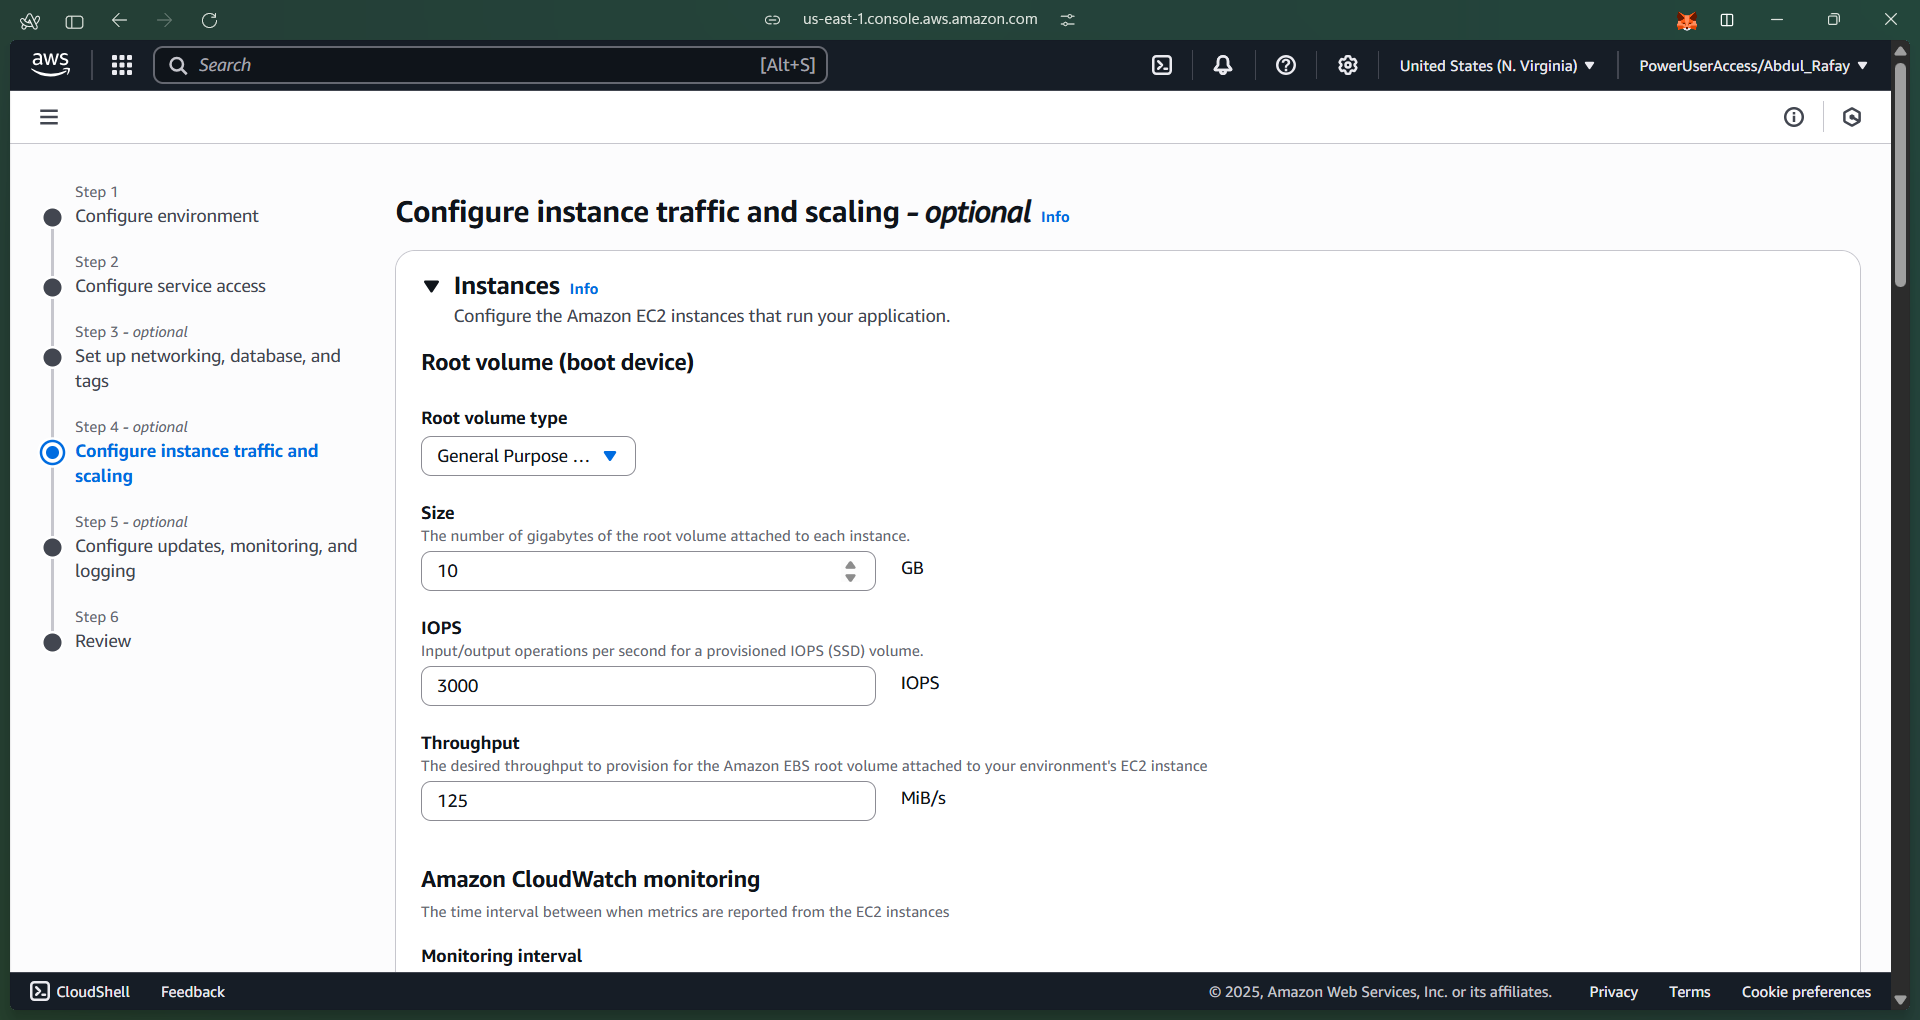 us-east-1.console.aws.amazon.com
aws
Search
[Alt+S]
United States (N. Virginia)
PowerUserAccess/Abdul_Rafay
Step 1
Configure environment
Step 2
Configure service access
Step 3 - optional
Set up networking, database, and
tags
Step 4 - optional
Configure instance traffic and
scaling
Step 5 - optional
Configure updates, monitoring, and
logging
Step 6
Review
Configure instance traffic and scaling - optional Info
Instances Info
Configure the Amazon EC2 instances that run your application.
Root volume (boot device)
Root volume type
General Purpose ...
Size
The number of gigabytes of the root volume attached to each instance.
10 GB
IOPS
Input/output operations per second for a provisioned IOPS (SSD) volume.
3000 IOPS
Throughput
The desired throughput to provision for the Amazon EBS root volume attached to your environment's EC2 instance
125 MiB/s
Amazon CloudWatch monitoring
The time interval between when metrics are reported from the EC2 instances
Monitoring interval
CloudShell
Feedback
© 2025, Amazon Web Services, Inc. or its affiliates.
Privacy
Terms
Cookie preferences